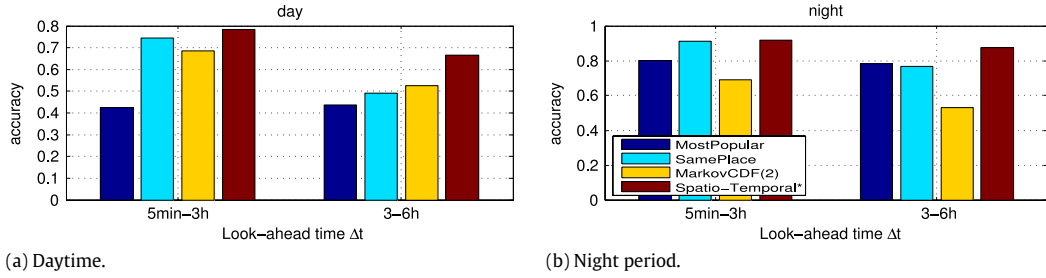 day
accuracy
0.8
0.7
0.6
0.5
0.4
0.3
0.2
0.1
0
5min−3h
3−6h
Look−ahead time Δt
(a) Daytime.
night
accuracy
1
0.8
0.6
0.4
0.2
0
MostPopular
SamePlace
MarkovCDF(2)
Spatio−Temporal*
5min−3h
3−6h
Look−ahead time Δt
(b) Night period.